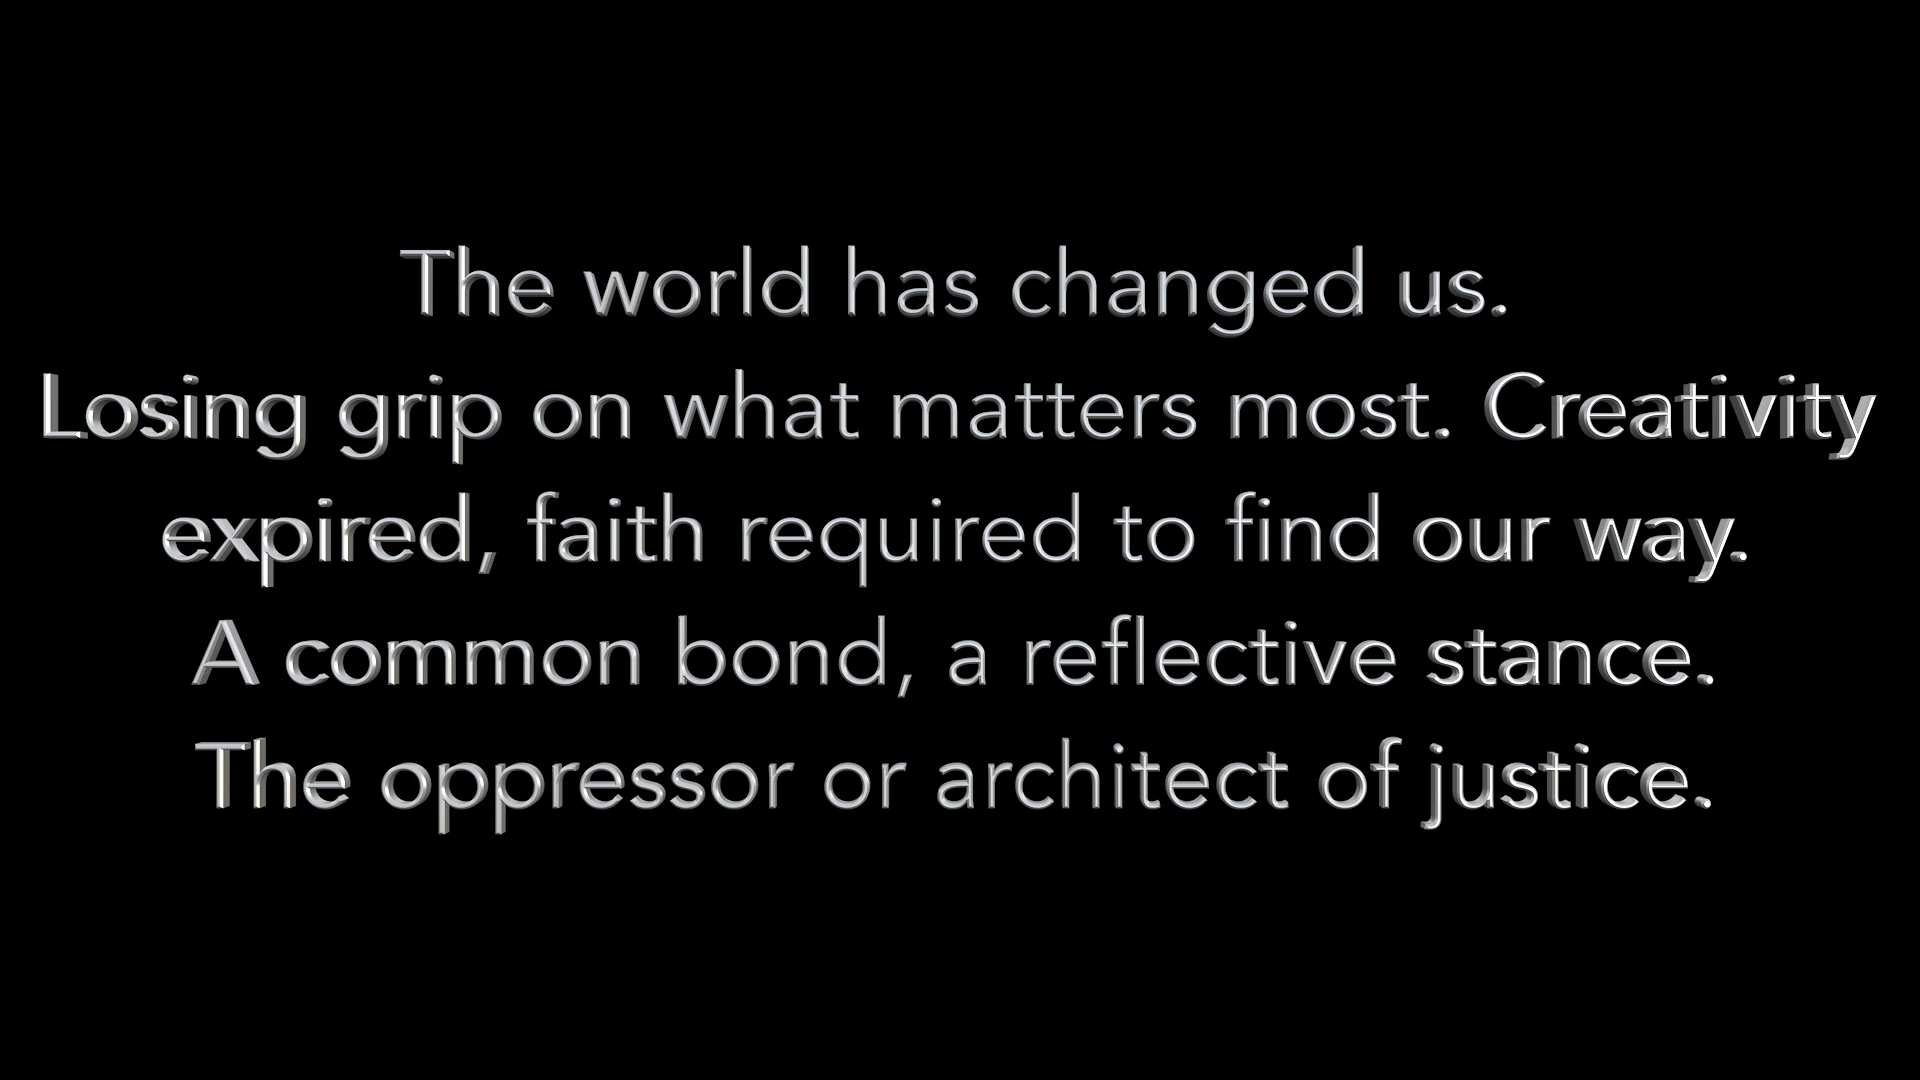 The world has changed us.
Losing grip on what matters most. Creativity
expired, faith required to find our way.
A common bond, a reflective stance.
The oppressor or architect of justice.